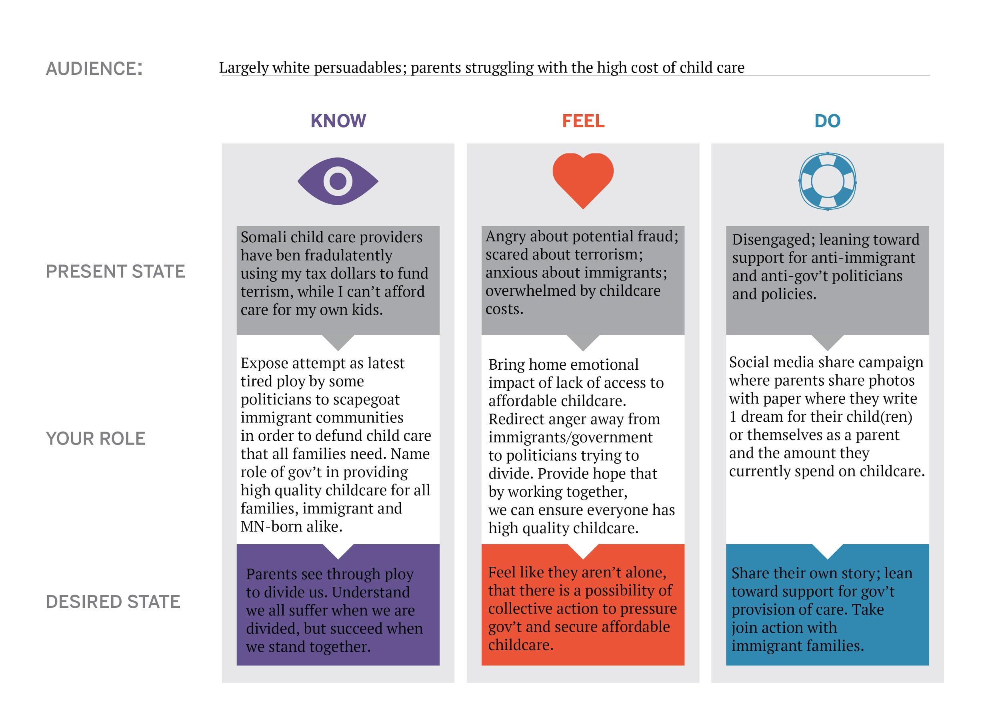 AUDIENCE:
Largely white persuadables; parents struggling with the high cost of child care
KNOW
FEEL
DO
PRESENT STATE
Somali child care providers
have ben fradulatently
using my tax dollars to fund
terrism, while I can’t afford
care for my own kids.
Angry about potential fraud;
scared about terrorism;
anxious about immigrants;
overwhelmed by childcare
costs.
Disengaged; leaning toward
support for anti-immigrant
and anti-gov’t politicians
and policies.
YOUR ROLE
Expose attempt as latest
tired ploy by some
politicians to scapegoat
immigrant communities
in order to defund child care
that all families need. Name
role of gov’t in providing
high quality childcare for all
families, immigrant and
MN-born alike.
Bring home emotional
impact of lack of access to
affordable childcare.
Redirect anger away from
immigrants/government
to politicians trying to
divide. Provide hope that
by working together,
we can ensure everyone has
high quality childcare.
Social media share campaign
where parents share photos
with paper where they write
1 dream for their child(ren)
or themselves as a parent
and the amount they
currently spend on childcare.
DESIRED STATE
Parents see through ploy
to divide us. Understand
we all suffer when we are
divided, but succeed when
we stand together.
Feel like they aren’t alone,
that there is a possibility of
collective action to pressure
gov’t and secure affordable
childcare.
Share their own story; lean
toward support for gov’t
provision of care. Take
join action with
immigrant families.